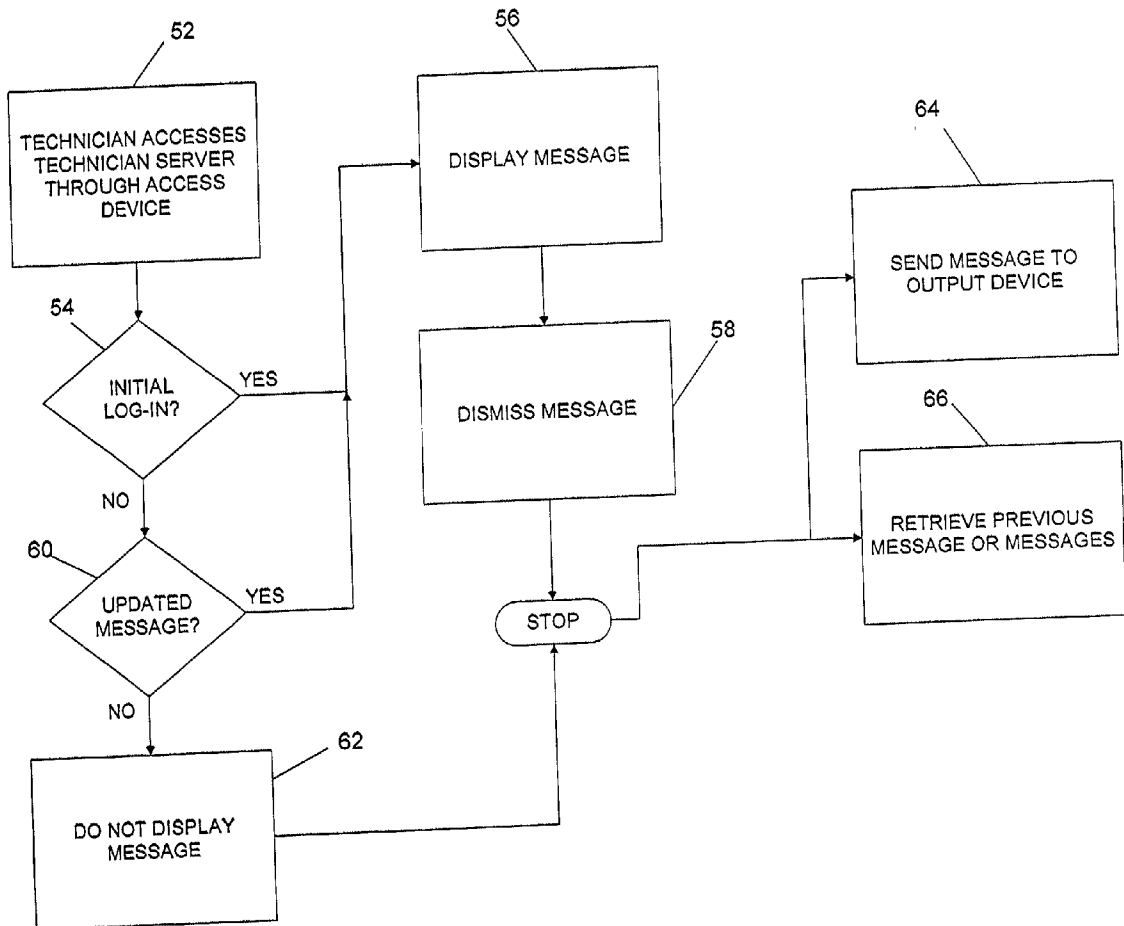 52
TECHNICIAN ACCESSES
TECHNICIAN SERVER
THROUGH ACCESS
DEVICE
54
INITIAL
LOG-IN?
YES
NO
60
UPDATED
MESSAGE?
YES
NO
62
DO NOT DISPLAY
MESSAGE
56
DISPLAY MESSAGE
58
DISMISS MESSAGE
STOP
64
SEND MESSAGE TO
OUTPUT DEVICE
66
RETRIEVE PREVIOUS
MESSAGE OR MESSAGES